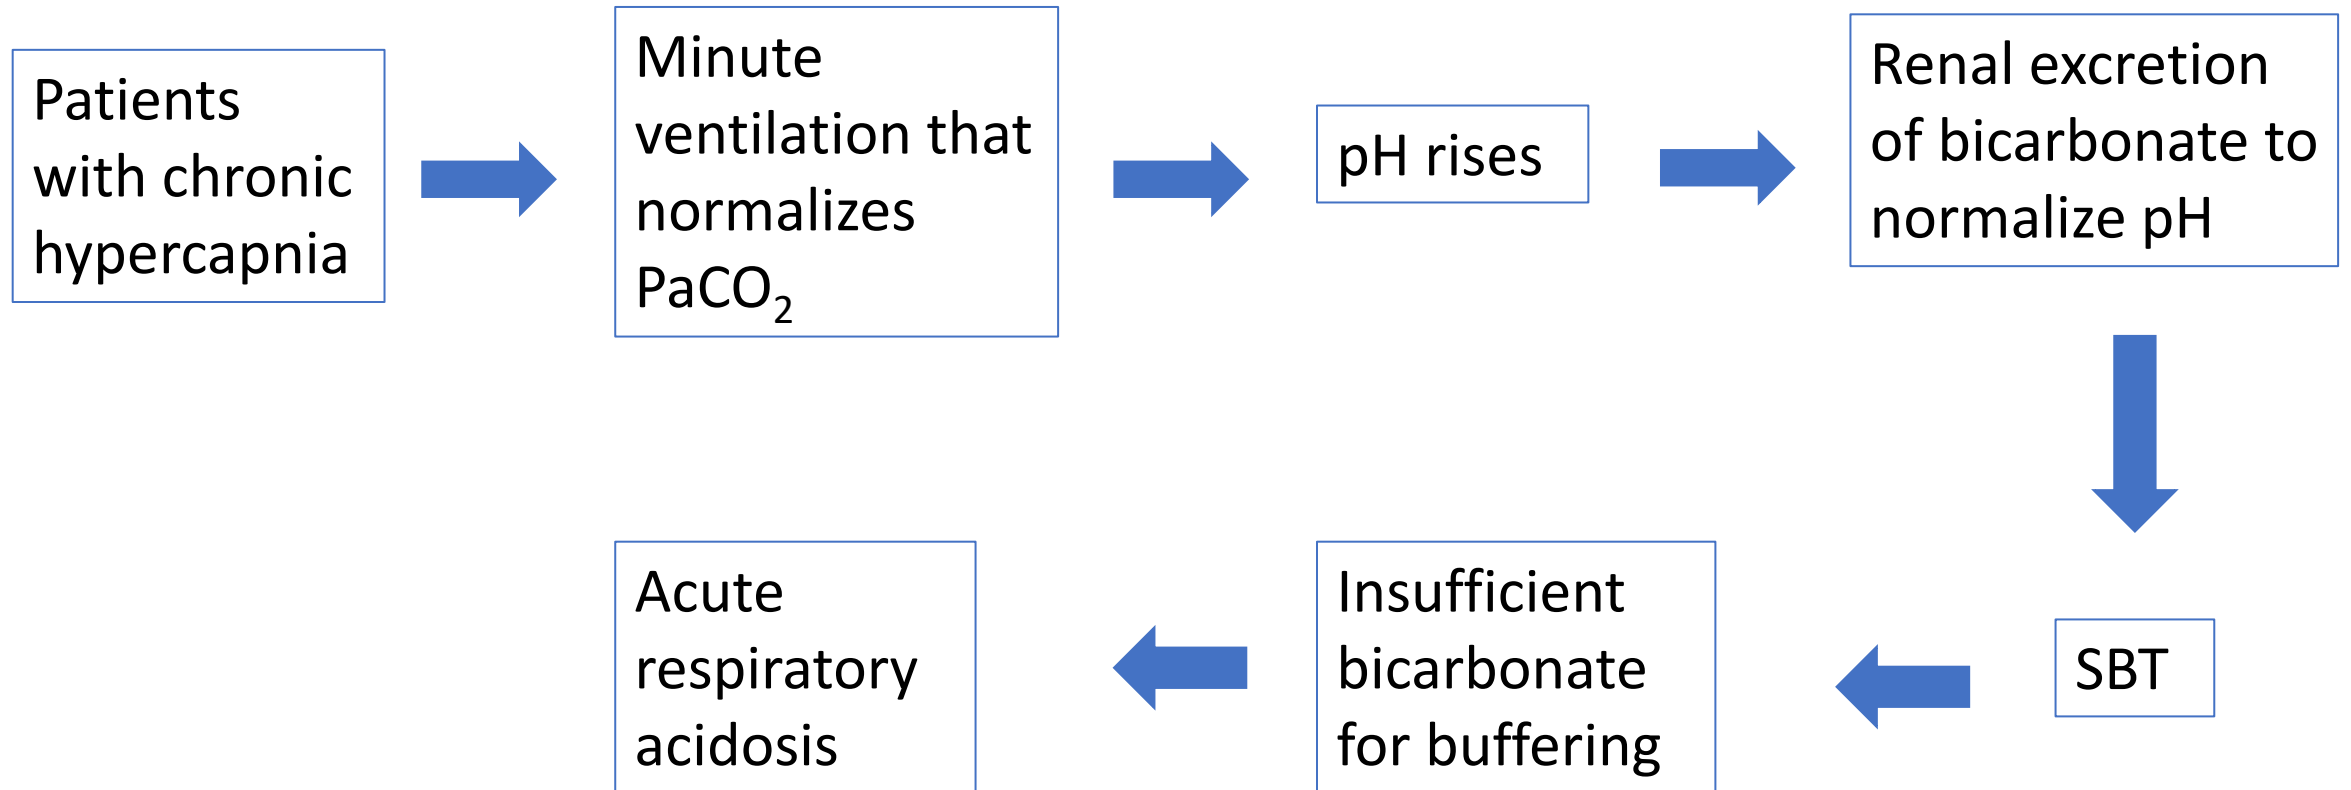 Patients
with chronic
hypercapnia
Minute
ventilation that
normalizes
PaCO₂
pH rises
Renal excretion
of bicarbonate to
normalize pH
SBT
Insufficient
bicarbonate
for buffering
Acute
respiratory
acidosis